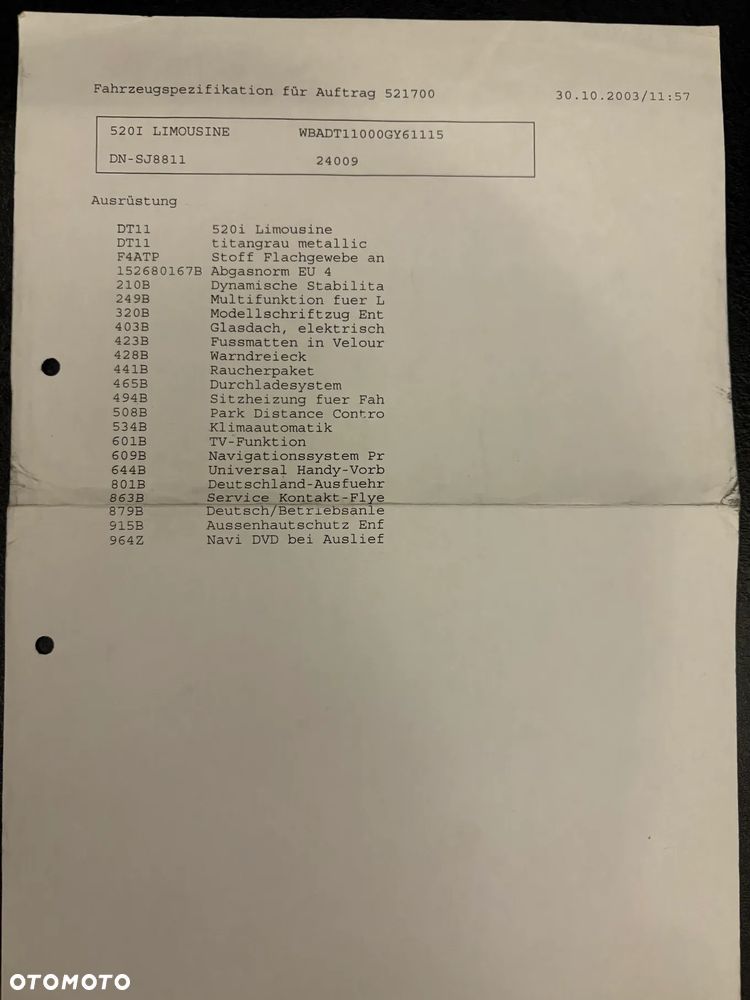 Fahrzeugspezifikation für Auftrag 521700 30.10.2003/11:57
520I LIMOUSINE WBADT11000GY61115
DN-SJ8811 24009
Ausrüstung
DT11 520i Limousine
DT11 titangrau metallic
F4ATP Stoff Flachgewebe an
152680167B Abgasnorm EU 4
210B Dynamische Stabilita
249B Multifunktion fuer L
320B Modellschriftzug Ent
403B Glasdach, elektrisch
423B Fussmatten in Velour
428B Warndreieck
441B Raucherpaket
465B Durchladesystem
494B Sitzheizung fuer Fah
508B Park Distance Contro
534B Klimaautomatik
601B TV-Funktion
609B Navigationssystem Pr
644B Universal Handy-Vorb
801B Deutschland-Ausfuehr
863B Service Kontakt-Flye
879B Deutsch/Betriebsanle
915B Aussenhautschutz Enf
964Z Navi DVD bei Auslief
OTOMOTO